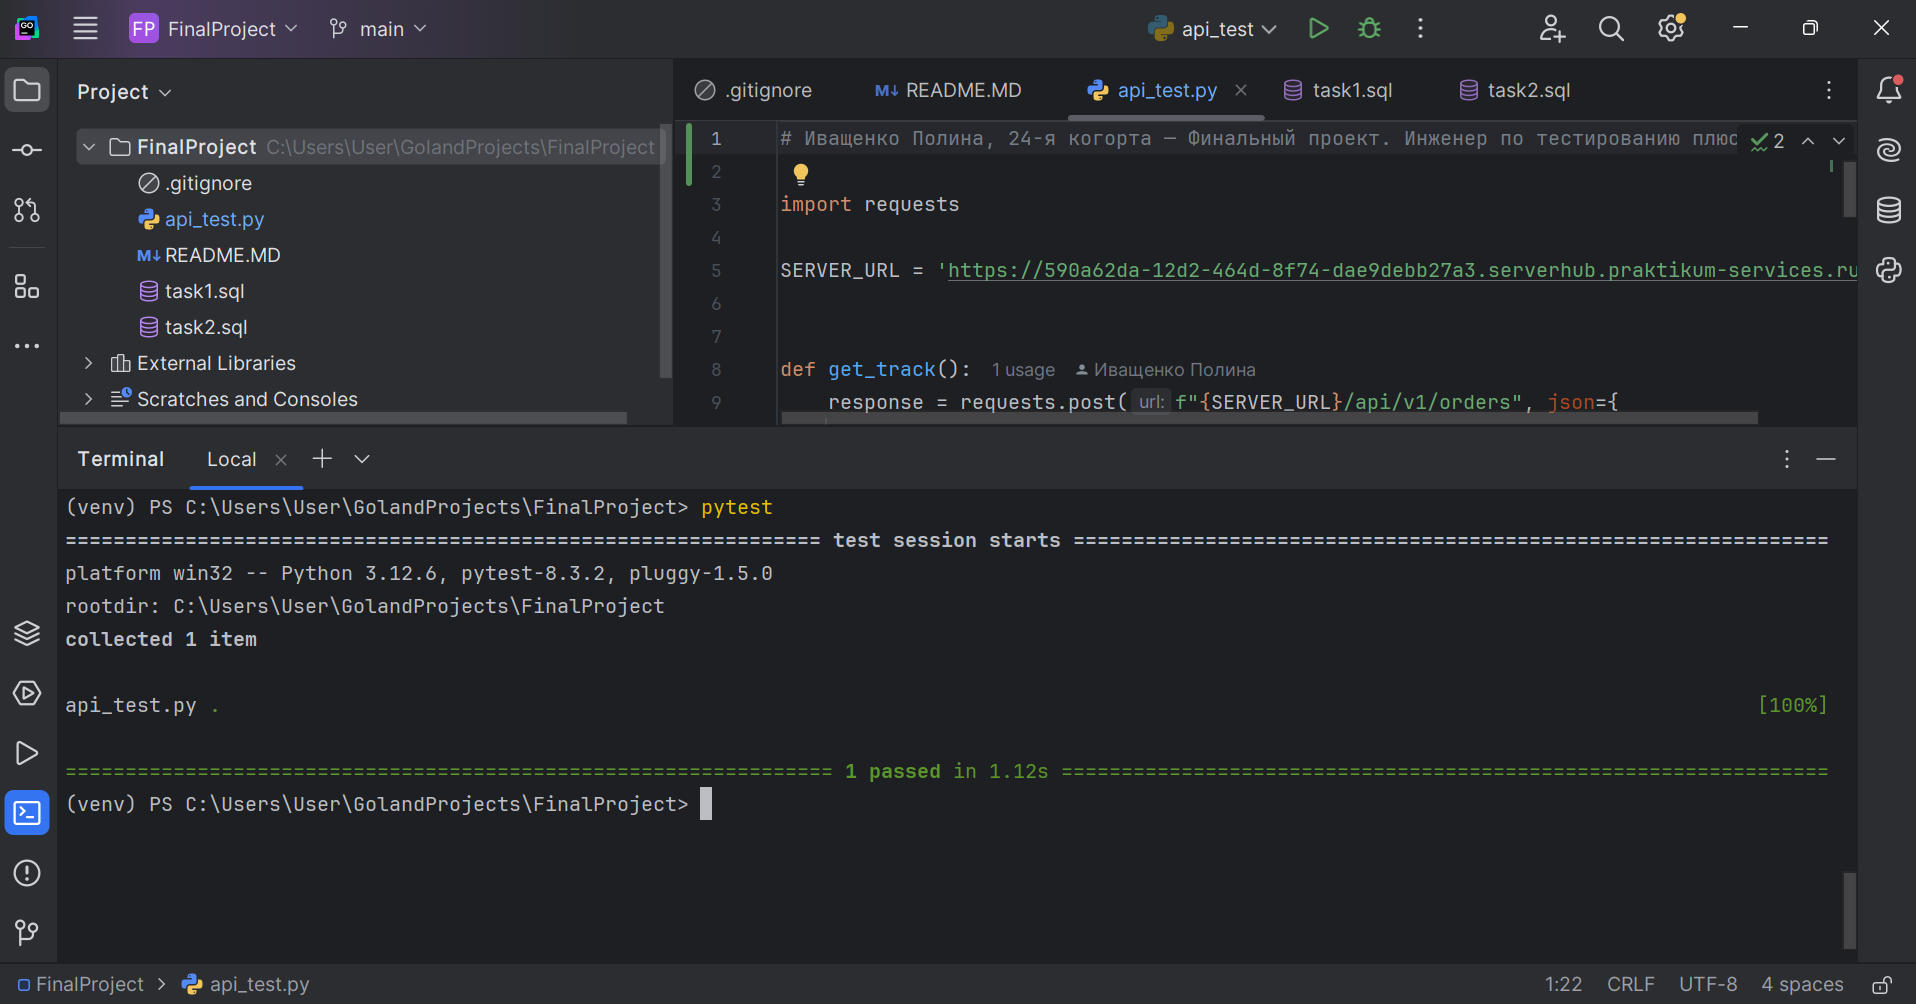 GO
FP FinalProject main api_test
Project
FinalProject C:\Users\User\GolandProjects\FinalProject
.gitignore
api_test.py
M↓ README.MD
task1.sql
task2.sql
External Libraries
Scratches and Consoles
.gitignore M↓ README.MD api_test.py task1.sql task2.sql
1 # Иващенко Полина, 24-я когорта — Финальный проект. Инженер по тестированию плюс 2
2
3 import requests
4
5 SERVER_URL = 'https://590a62da-12d2-464d-8f74-dae9debb27a3.serverhub.praktikum-services.ru
6
7
8 def get_track(): 1 usage Иващенко Полина
9 response = requests.post( url: f"{SERVER_URL}/api/v1/orders", json={
Terminal Local
(venv) PS C:\Users\User\GolandProjects\FinalProject> pytest
=============================================================== test session starts ===============================================================
platform win32 -- Python 3.12.6, pytest-8.3.2, pluggy-1.5.0
rootdir: C:\Users\User\GolandProjects\FinalProject
collected 1 item
api_test.py . [100%]
================================================================ 1 passed in 1.12s ================================================================
(venv) PS C:\Users\User\GolandProjects\FinalProject>
FinalProject > api_test.py 1:22 CRLF UTF-8 4 spaces